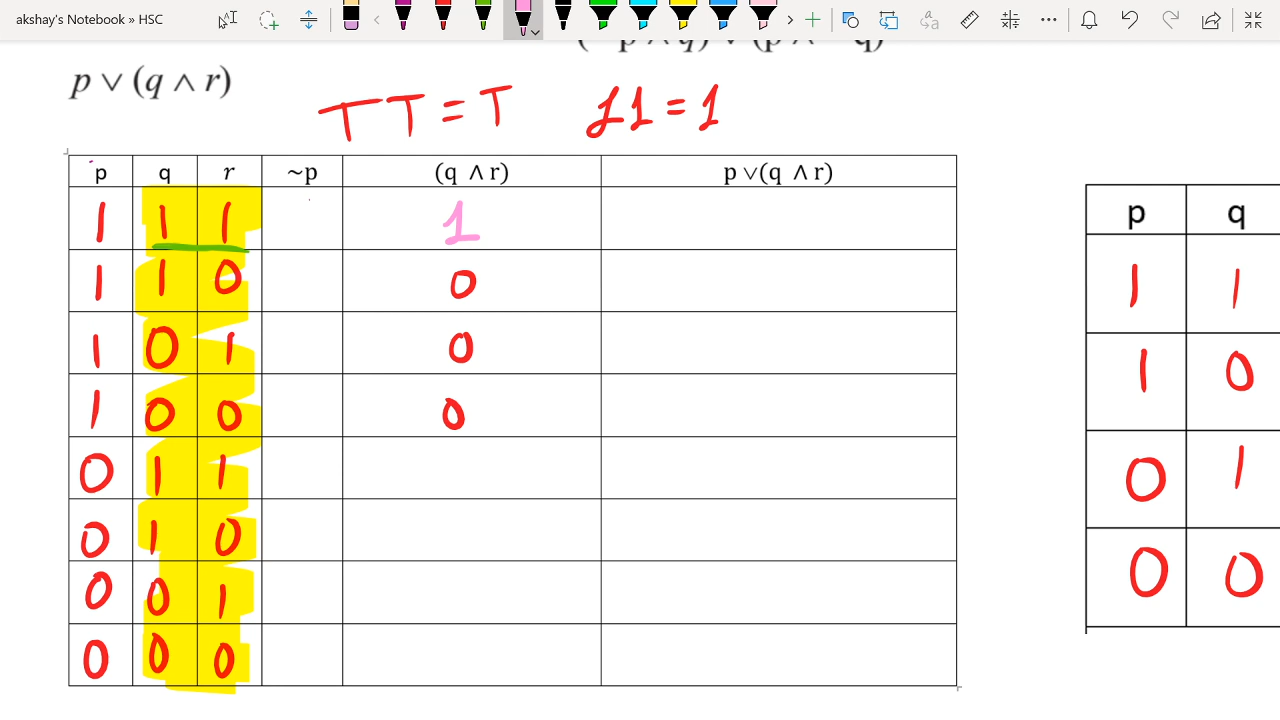 akshay's Notebook » HSC
p ∨ (q ∧ r)
T T = T 11 = 1
p q r ~p (q ∧ r) p ∨(q ∧ r)
1 1 1 1
1 1 0 0
1 0 1 0
1 0 0 0
0 1 1
0 1 0
0 0 1
0 0 0
p q
1 1
1 0
0 1
0 0